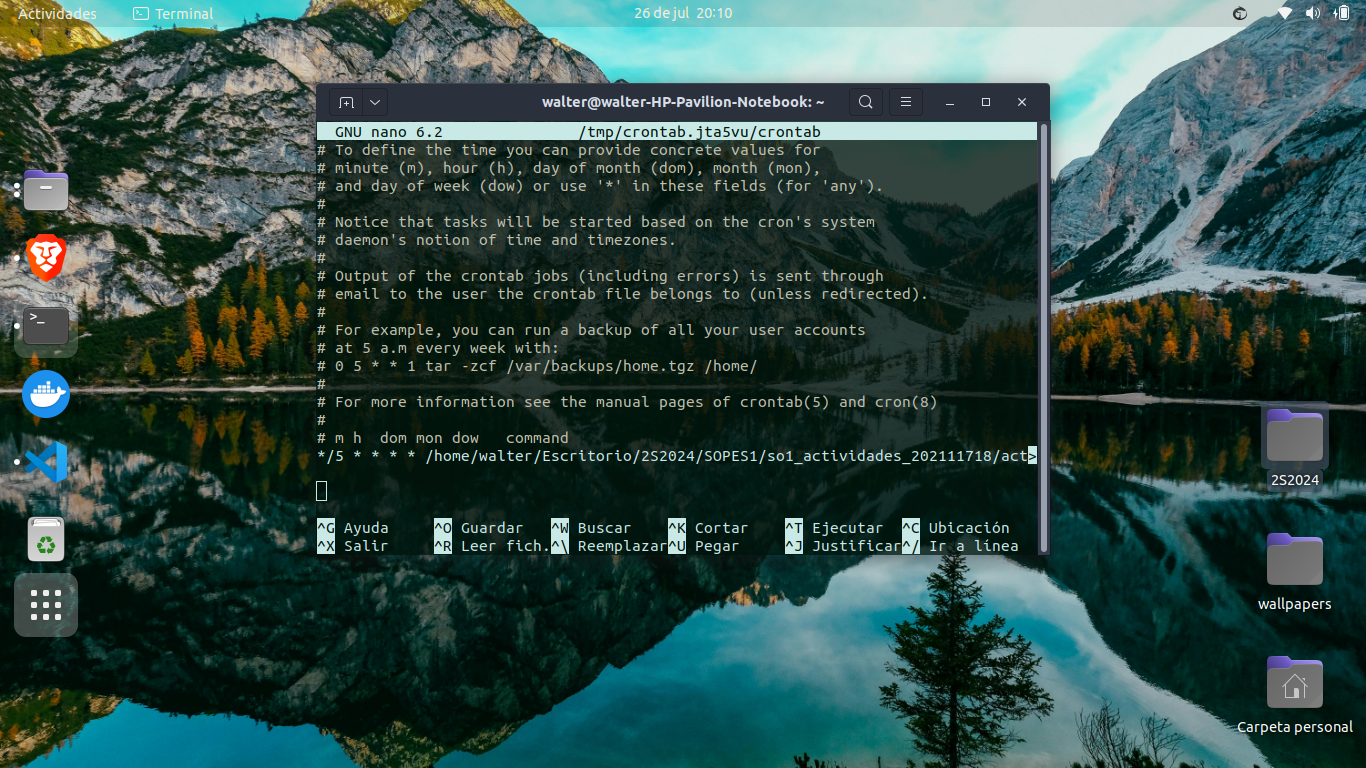 Actividades
Terminal
26 de jul 20:10
walter@walter-HP-Pavilion-Notebook: ~
GNU nano 6.2 /tmp/crontab.jta5vu/crontab
# To define the time you can provide concrete values for
# minute (m), hour (h), day of month (dom), month (mon),
# and day of week (dow) or use '*' in these fields (for 'any').
#
# Notice that tasks will be started based on the cron's system
# daemon's notion of time and timezones.
#
# Output of the crontab jobs (including errors) is sent through
# email to the user the crontab file belongs to (unless redirected).
#
# For example, you can run a backup of all your user accounts
# at 5 a.m every week with:
# 0 5 * * 1 tar -zcf /var/backups/home.tgz /home/
#
# For more information see the manual pages of crontab(5) and cron(8)
#
# m h  dom mon dow   command
*/5 * * * * /home/walter/Escritorio/2S2024/SOPES1/so1_actividades_202111718/act>
^G Ayuda ^O Guardar ^W Buscar ^K Cortar ^T Ejecutar ^C Ubicación
^X Salir ^R Leer fich. ^\ Reemplazar ^U Pegar ^J Justificar ^/ Ir a línea
>_
2S2024
wallpapers
Carpeta personal